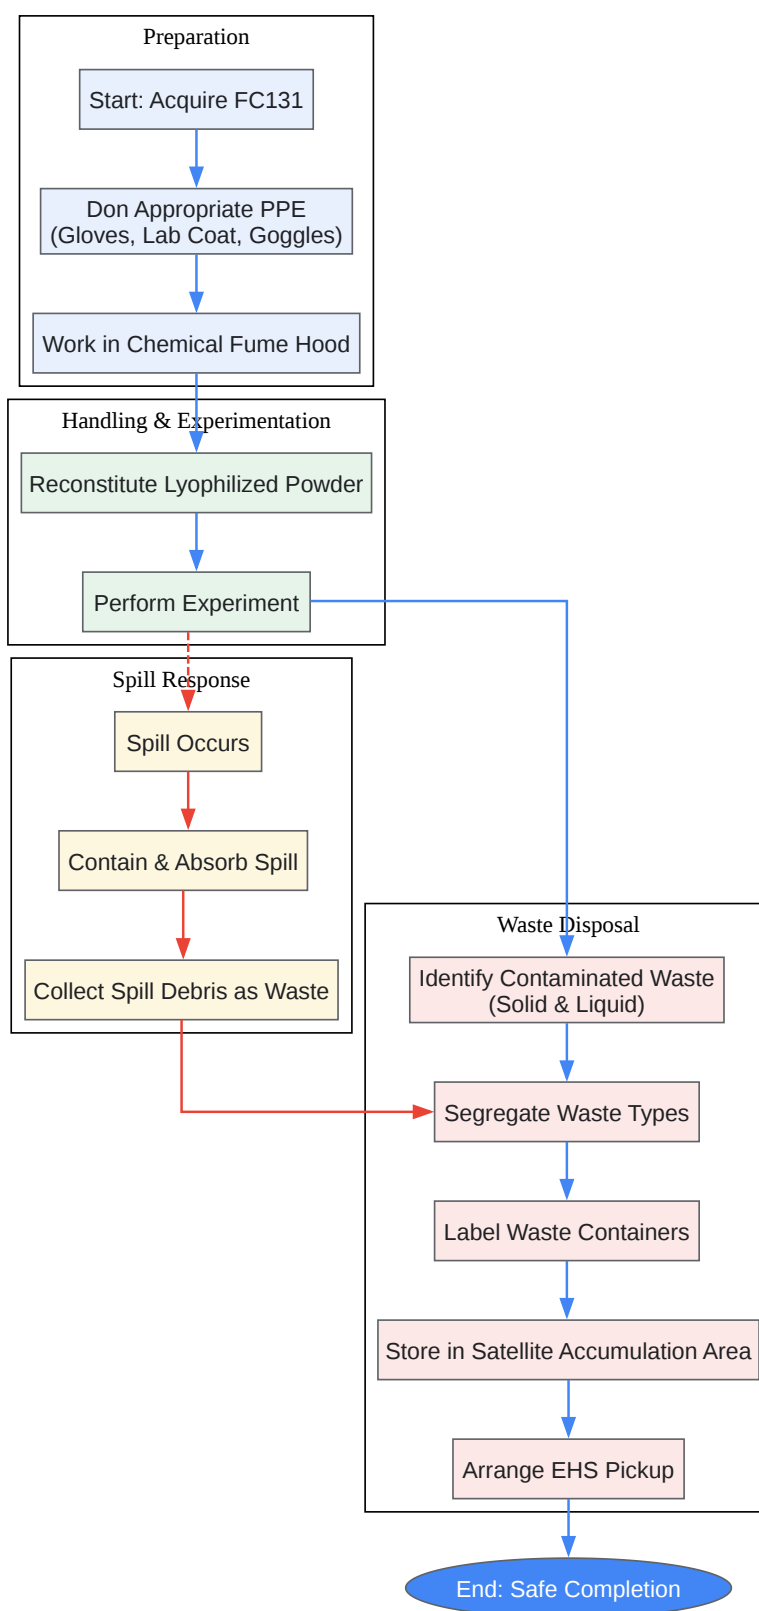 Preparation
Start: Acquire FC131
Don Appropriate PPE
(Gloves, Lab Coat, Goggles)
Work in Chemical Fume Hood
Handling & Experimentation
Reconstitute Lyophilized Powder
Perform Experiment
Spill Response
Spill Occurs
Contain & Absorb Spill
Collect Spill Debris as Waste
Waste Disposal
Identify Contaminated Waste
(Solid & Liquid)
Segregate Waste Types
Label Waste Containers
Store in Satellite Accumulation Area
Arrange EHS Pickup
End: Safe Completion